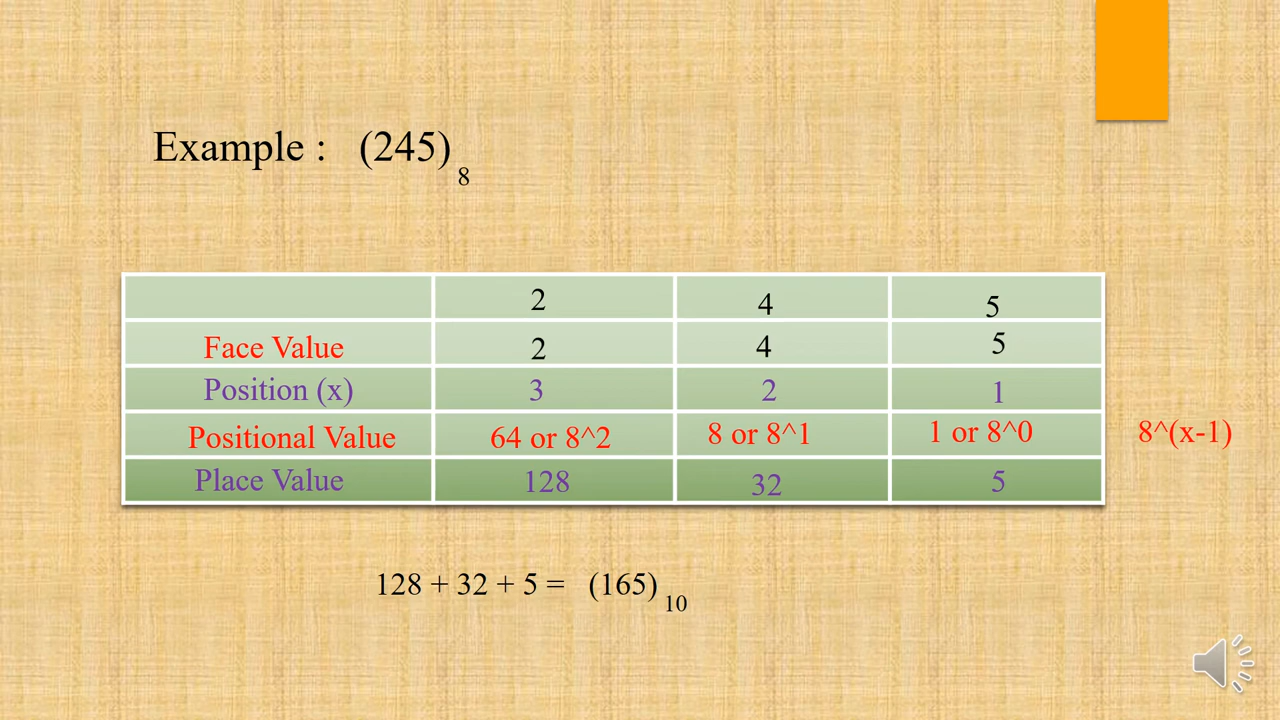 Example : (245) 8
2 4 5
Face Value 2 4 5
Position (x) 3 2 1
Positional Value 64 or 8^2 8 or 8^1 1 or 8^0 8^(x-1)
Place Value 128 32 5
128 + 32 + 5 = (165) 10